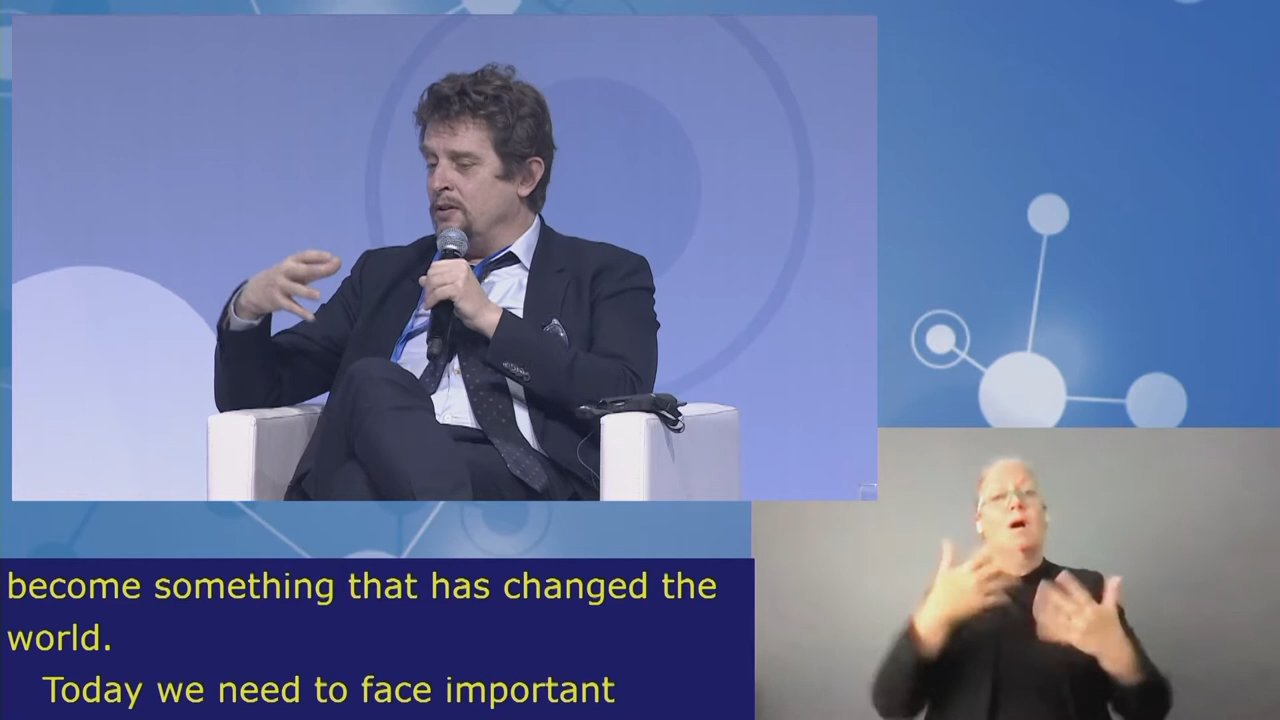 become something that has changed the
world.
Today we need to face important